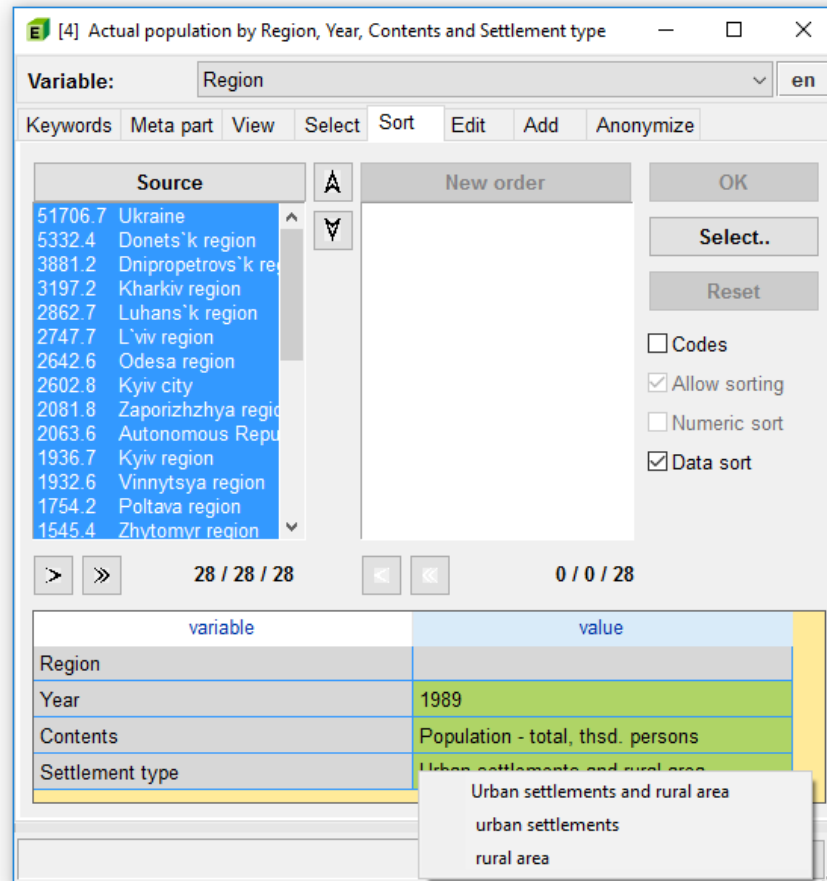 [4] Actual population by Region, Year, Contents and Settlement type
Variable: Region en
Keywords Meta part View Select Sort Edit Add Anonymize
Source New order OK
51706.7 Ukraine
5332.4 Donets`k region
3881.2 Dnipropetrovs`k reg
3197.2 Kharkiv region
2862.7 Luhans`k region
2747.7 L`viv region
2642.6 Odesa region
2602.8 Kyiv city
2081.8 Zaporizhzhya regio
2063.6 Autonomous Repu
1936.7 Kyiv region
1932.6 Vinnytsya region
1754.2 Poltava region
1545.4 Zhytomyr region
Select..
Reset
Codes
Allow sorting
Numeric sort
Data sort
> » 28 / 28 / 28 < « 0 / 0 / 28
variable value
Region
Year 1989
Contents Population - total, thsd. persons
Settlement type Urban settlements and rural area
Urban settlements and rural area
urban settlements
rural area